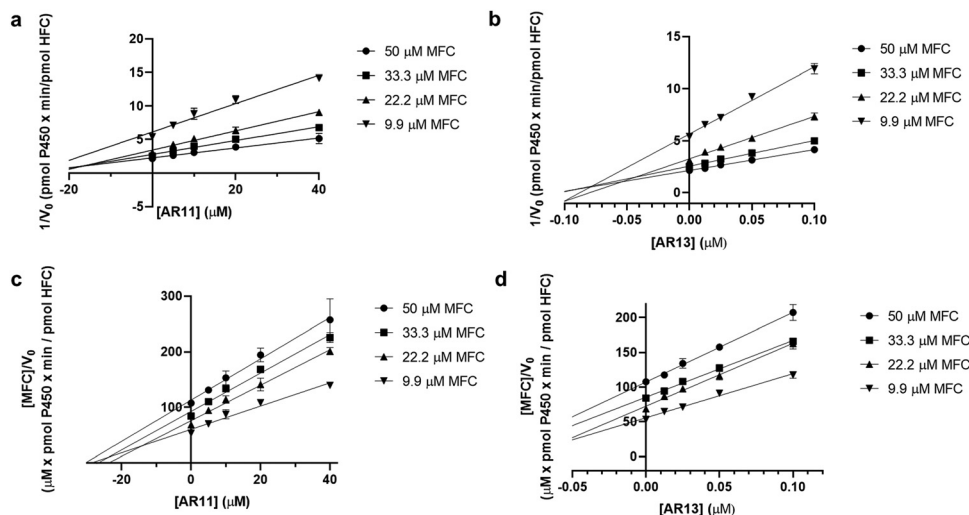 a
1/V0 (pmol P450 x min/pmol HFC)
20
15
10
5
-5
-20
0
20
40
[AR11] (μM)
50 μM MFC
33.3 μM MFC
22.2 μM MFC
9.9 μM MFC
b
1/V0 (pmol P450 x min/pmol HFC)
15
10
5
0
-0.10
-0.05
0.00
0.05
0.10
[AR13] (μM)
50 μM MFC
33.3 μM MFC
22.2 μM MFC
9.9 μM MFC
c
[MFC]/V0
(μM x pmol P450 x min / pmol HFC)
300
200
100
-20
0
20
40
[AR11] (μM)
50 μM MFC
33.3 μM MFC
22.2 μM MFC
9.9 μM MFC
d
[MFC]/V0
(μM x pmol P450 x min / pmol HFC)
200
150
100
50
0
-0.05
0.00
0.05
0.10
[AR13] (μM)
50 μM MFC
33.3 μM MFC
22.2 μM MFC
9.9 μM MFC